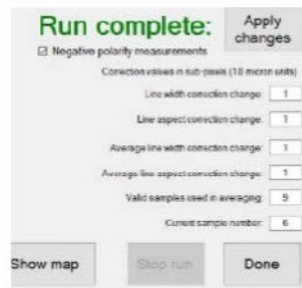 Run complete:
Apply changes
Negative polarity measurements
Correction values in sub-pixels (18 micron units)
Line width correction change: 1
Line aspect correction change: 1
Average line width correction change: 1
Average line aspect correction change: 1
Valid samples used in averaging: 9
Current sample number: 6
Show map
Stop run
Done